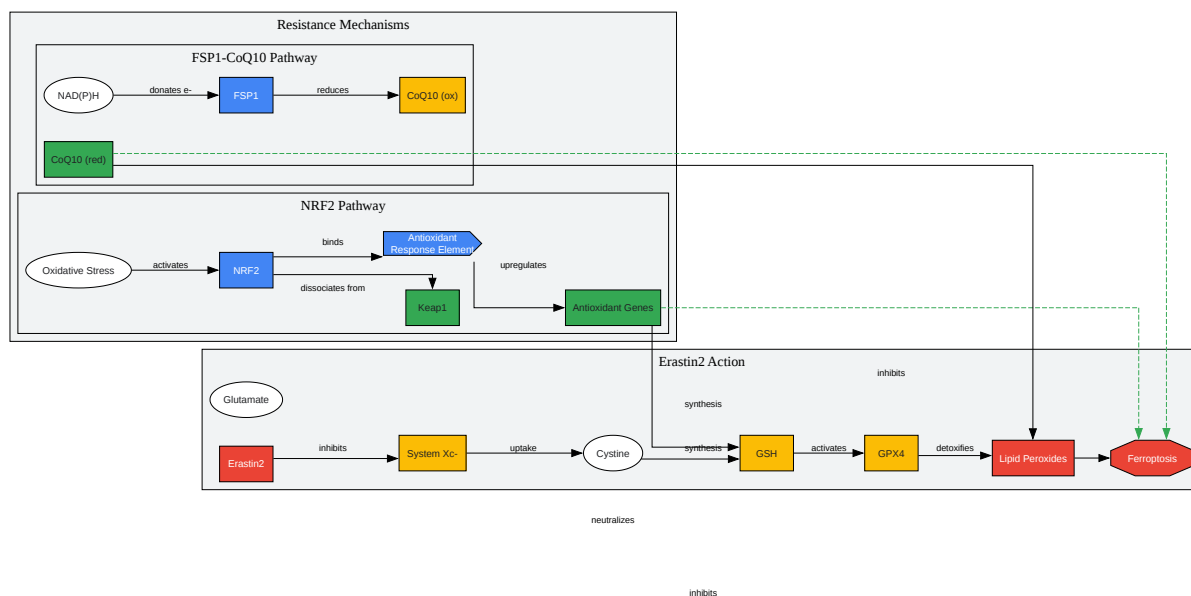 Resistance Mechanisms
FSP1-CoQ10 Pathway
NAD(P)H
donates e-
FSP1
reduces
CoQ10 (ox)
CoQ10 (red)
NRF2 Pathway
Oxidative Stress
activates
NRF2
binds
Antioxidant
Response Element
upregulates
dissociates from
Keap1
Antioxidant Genes
Erastin2 Action
inhibits
Glutamate
synthesis
Erastin2
inhibits
System Xc-
uptake
Cystine
synthesis
GSH
activates
GPX4
detoxifies
Lipid Peroxides
Ferroptosis
neutralizes
inhibits